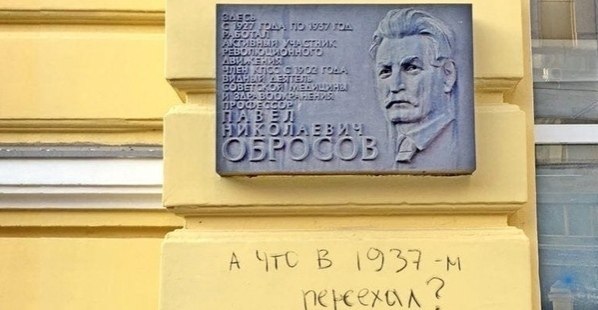 ЗДЕСЬ
С 1927 ГОДА ПО 1937 ГОД
РАБОТАЛ
АКТИВНЫЙ УЧАСТНИК
РЕВОЛЮЦИОННОГО
ДВИЖЕНИЯ
ЧЛЕН КПСС С 1902 ГОДА
ВИДНЫЙ ДЕЯТЕЛЬ
СОВЕТСКОЙ МЕДИЦИНЫ
И ЗДРАВООХРАНЕНИЯ
ПРОФЕССОР
ПАВЕЛ
НИКОЛАЕВИЧ
ОБРОСОВ
А ЧТО В 1937-м
переехал?